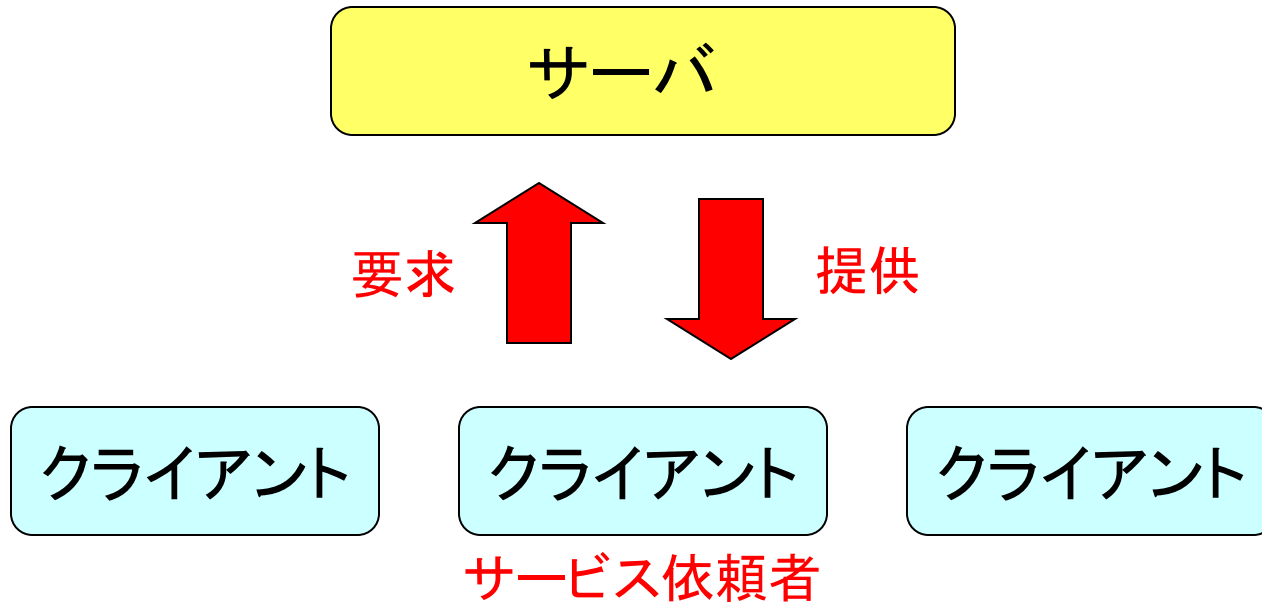 サーバ
要求
提供
クライアント
クライアント
クライアント
サービス依頼者